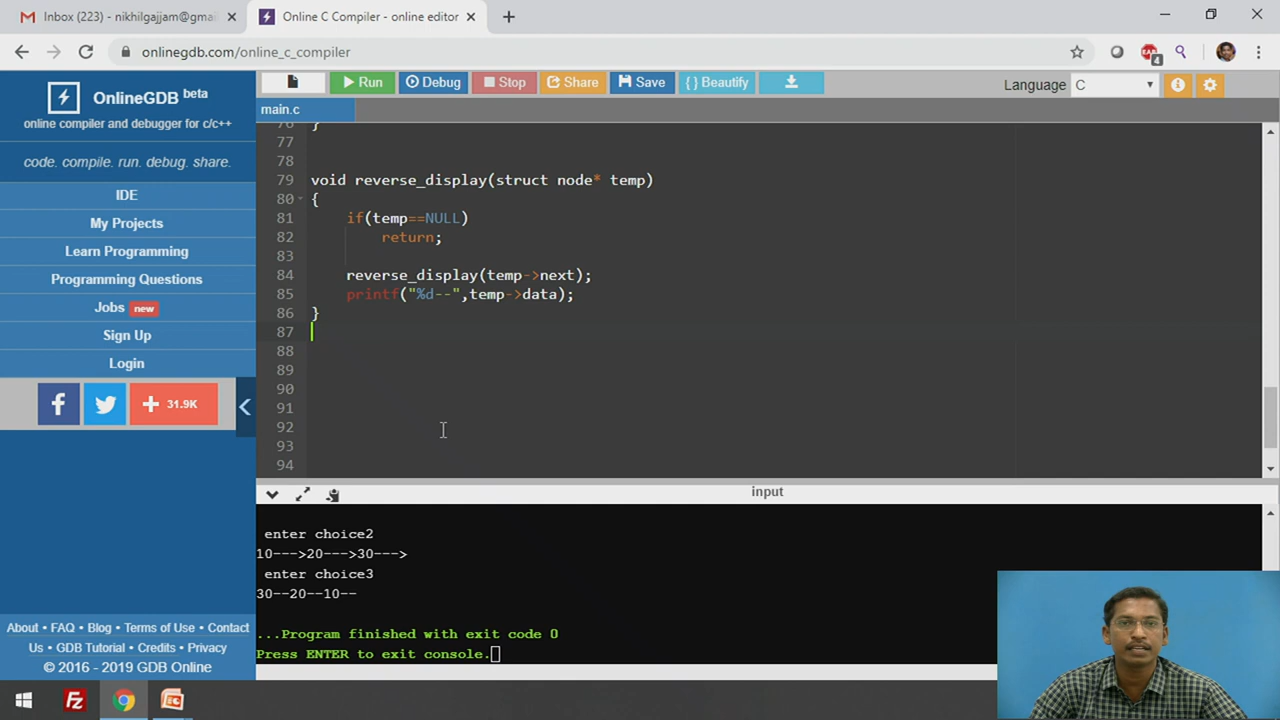 Inbox (223) - nikhilgajjam@gmai
Online C Compiler - online editor
onlinegdb.com/online_c_compiler
4
OnlineGDB beta
online compiler and debugger for c/c++
code. compile. run. debug. share.
IDE
My Projects
Learn Programming
Programming Questions
Jobs new
Sign Up
Login
31.9K
About • FAQ • Blog • Terms of Use • Contact
Us • GDB Tutorial • Credits • Privacy
© 2016 - 2019 GDB Online
Run
Debug
Stop
Share
Save
{ } Beautify
Language C
main.c
76 }
77
78
79 void reverse_display(struct node* temp)
80 {
81 if(temp==NULL)
82 return;
83
84 reverse_display(temp->next);
85 printf("%d--",temp->data);
86 }
87
88
89
90
91
92
93
94
input
enter choice2
10--->20--->30--->
enter choice3
30--20--10--
...Program finished with exit code 0
Press ENTER to exit console.